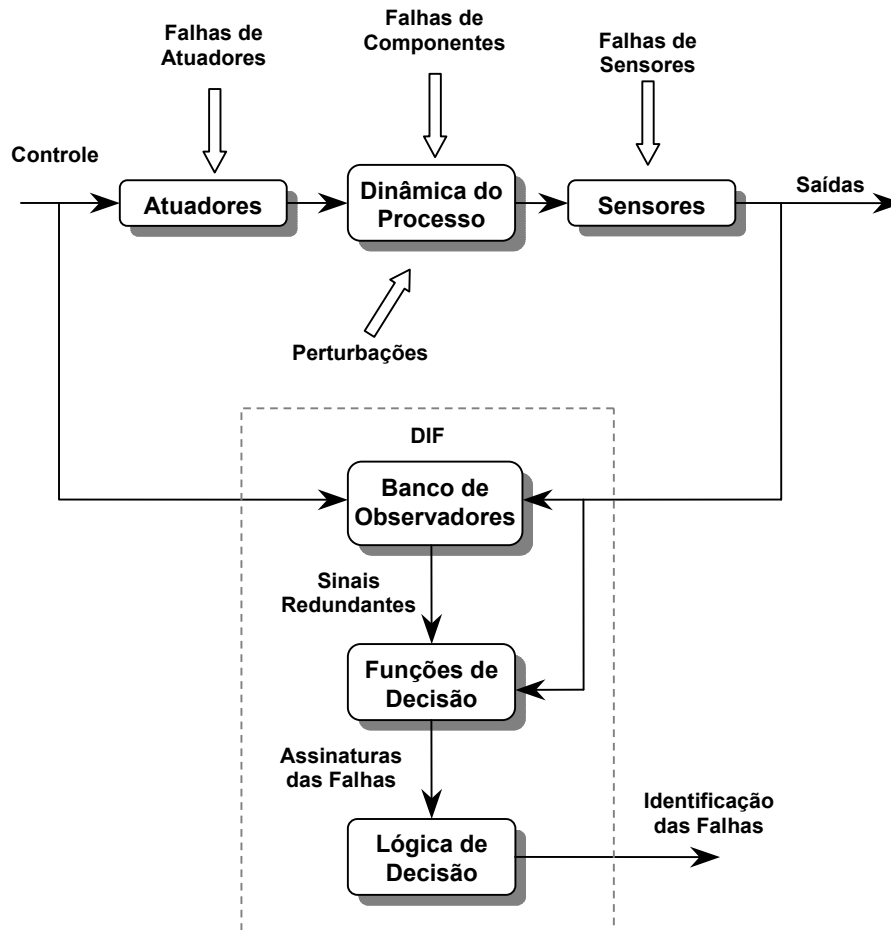 Falhas de
Atuadores
Falhas de
Componentes
Falhas de
Sensores
Controle
Atuadores
Dinâmica do
Processo
Sensores
Saídas
Perturbações
DIF
Banco de
Observadores
Sinais
Redundantes
Funções de
Decisão
Assinaturas
das Falhas
Lógica de
Decisão
Identificação
das Falhas